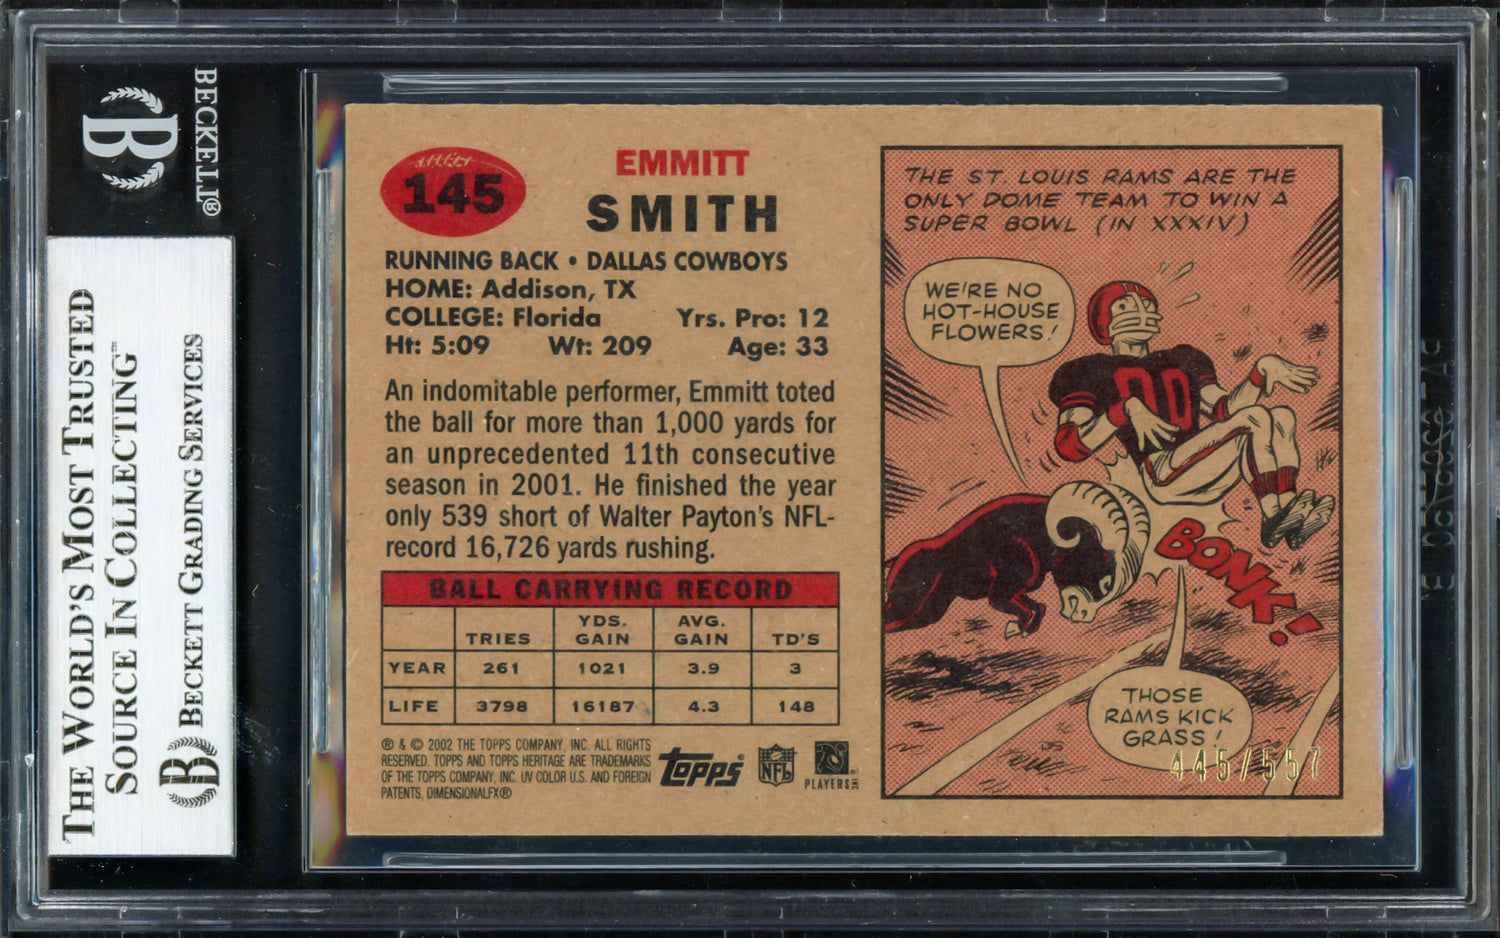 BECKETT®
B
THE WORLD'S MOST TRUSTED
SOURCE IN COLLECTING™
B BECKETT GRADING SERVICES
145
EMMITT
SMITH
RUNNING BACK • DALLAS COWBOYS
HOME: Addison, TX
COLLEGE: Florida Yrs. Pro: 12
Ht: 5:09 Wt: 209 Age: 33
An indomitable performer, Emmitt toted
the ball for more than 1,000 yards for
an unprecedented 11th consecutive
season in 2001. He finished the year
only 539 short of Walter Payton's NFL-
record 16,726 yards rushing.
BALL CARRYING RECORD
TRIES YDS. GAIN AVG. GAIN TD'S
YEAR 261 1021 3.9 3
LIFE 3798 16187 4.3 148
® & © 2002 THE TOPPS COMPANY, INC. ALL RIGHTS
RESERVED. TOPPS AND TOPPS HERITAGE ARE TRADEMARKS
OF THE TOPPS COMPANY, INC. UV COLOR U.S. AND FOREIGN
PATENTS, DIMENSIONALFX®
topps
NFL
PLAYERS INC
THE ST. LOUIS RAMS ARE THE
ONLY DOME TEAM TO WIN A
SUPER BOWL (IN XXXIV)
WE'RE NO
HOT-HOUSE
FLOWERS!
00
BONK!
THOSE
RAMS KICK
GRASS!
445/557